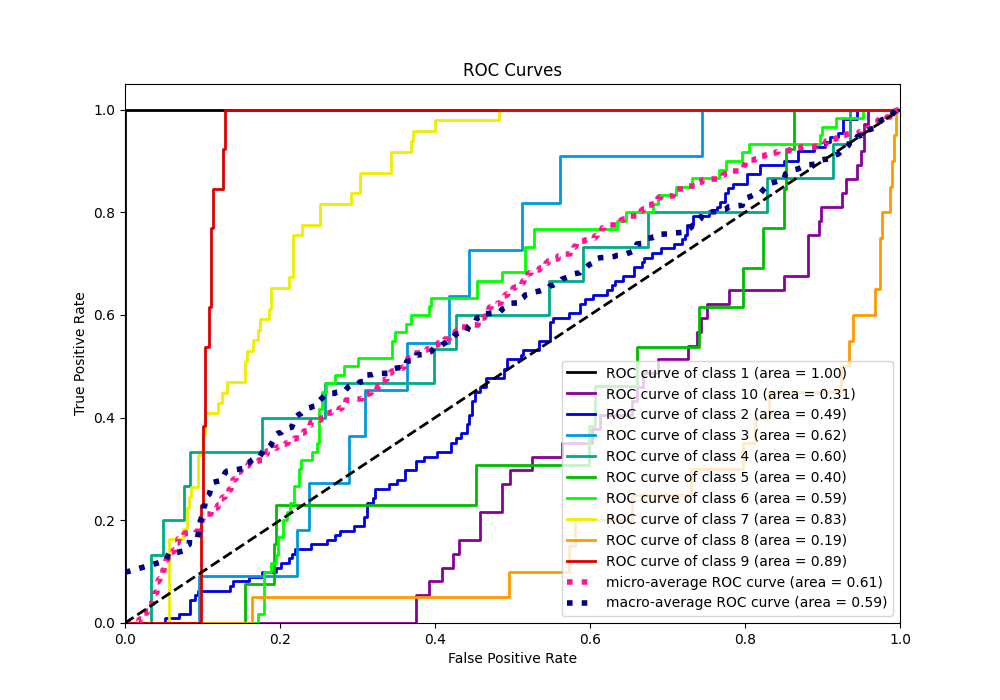 ROC Curves
True Positive Rate
1.0
0.8
0.6
0.4
0.2
0.0
ROC curve of class 1 (area = 1.00)
ROC curve of class 10 (area = 0.31)
ROC curve of class 2 (area = 0.49)
ROC curve of class 3 (area = 0.62)
ROC curve of class 4 (area = 0.60)
ROC curve of class 5 (area = 0.40)
ROC curve of class 6 (area = 0.59)
ROC curve of class 7 (area = 0.83)
ROC curve of class 8 (area = 0.19)
ROC curve of class 9 (area = 0.89)
micro-average ROC curve (area = 0.61)
macro-average ROC curve (area = 0.59)
0.0 0.2 0.4 0.6 0.8 1.0
False Positive Rate